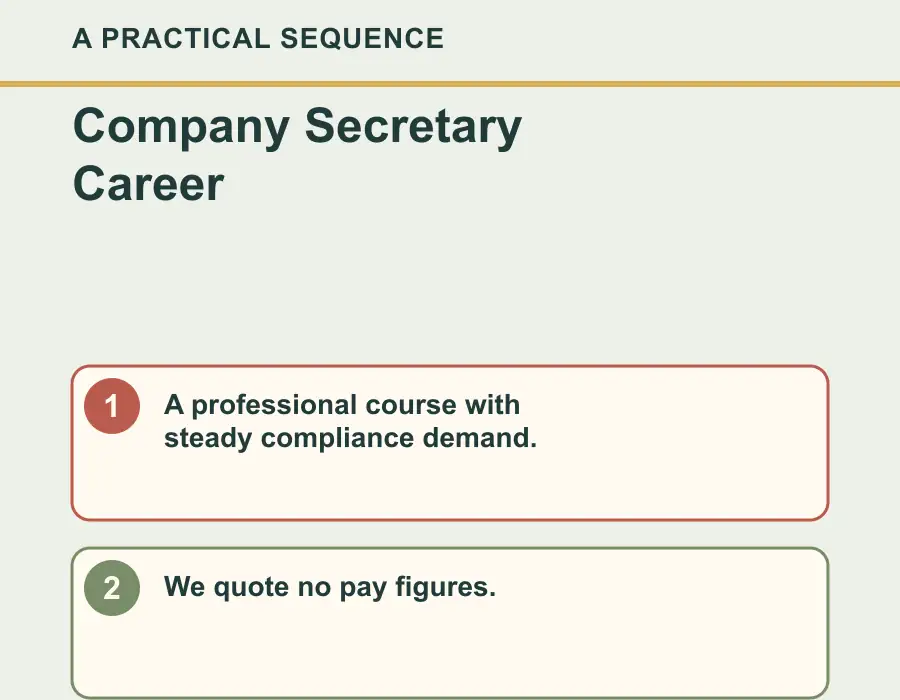 A PRACTICAL SEQUENCE
Company Secretary
Career
1
A professional course with
steady compliance demand.
2
We quote no pay figures.